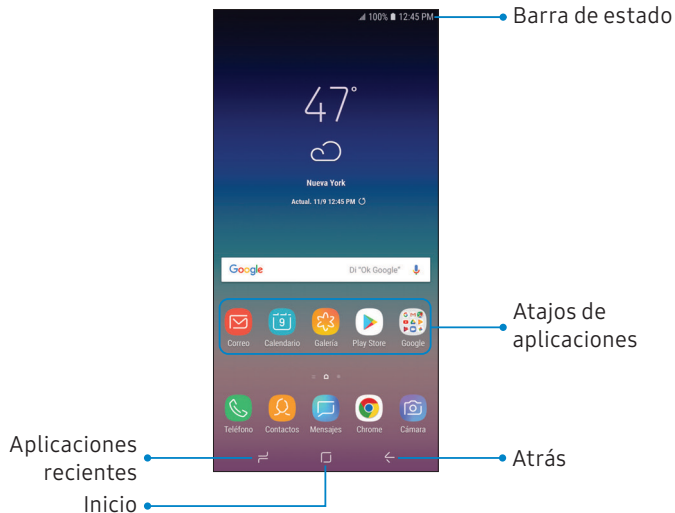 100% 12:45 PM
Barra de estado
47°
Nueva York
Actual. 11/9 12:45 PM
Google
Di "Ok Google"
9
Correo
Calendario
Galería
Play Store
Google
Atajos de
aplicaciones
Teléfono
Contactos
Mensajes
Chrome
Cámara
Aplicaciones
recientes
Atrás
Inicio